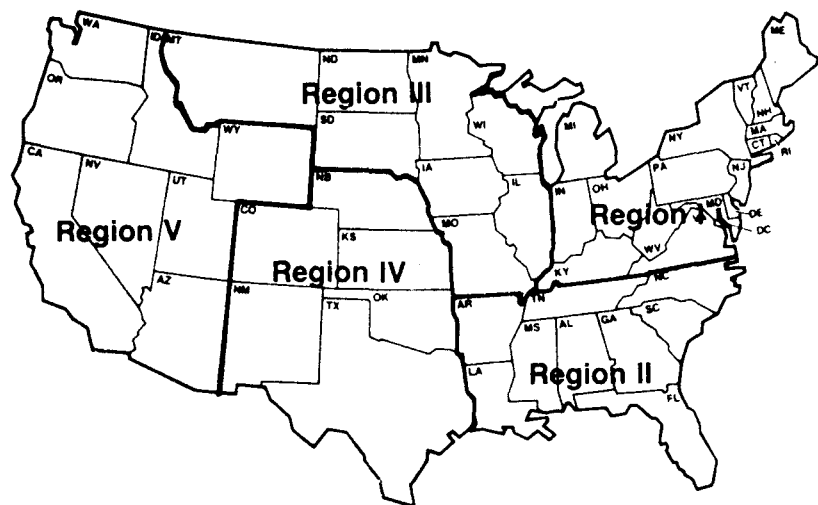 WA
ME
ID
MT
ND
MN
VT
OR
Region III
NH
SD
WI
MI
NY
MA
WY
CT
CA
NV
RI
IA
PA
NJ
UT
NB
IL
IN
OH
MD
CO
MO
Region I
DE
DC
Region V
KS
WV
Region IV
KY
AZ
NM
NC
OK
AR
TN
TX
SC
MS
AL
GA
LA
Region II
FL